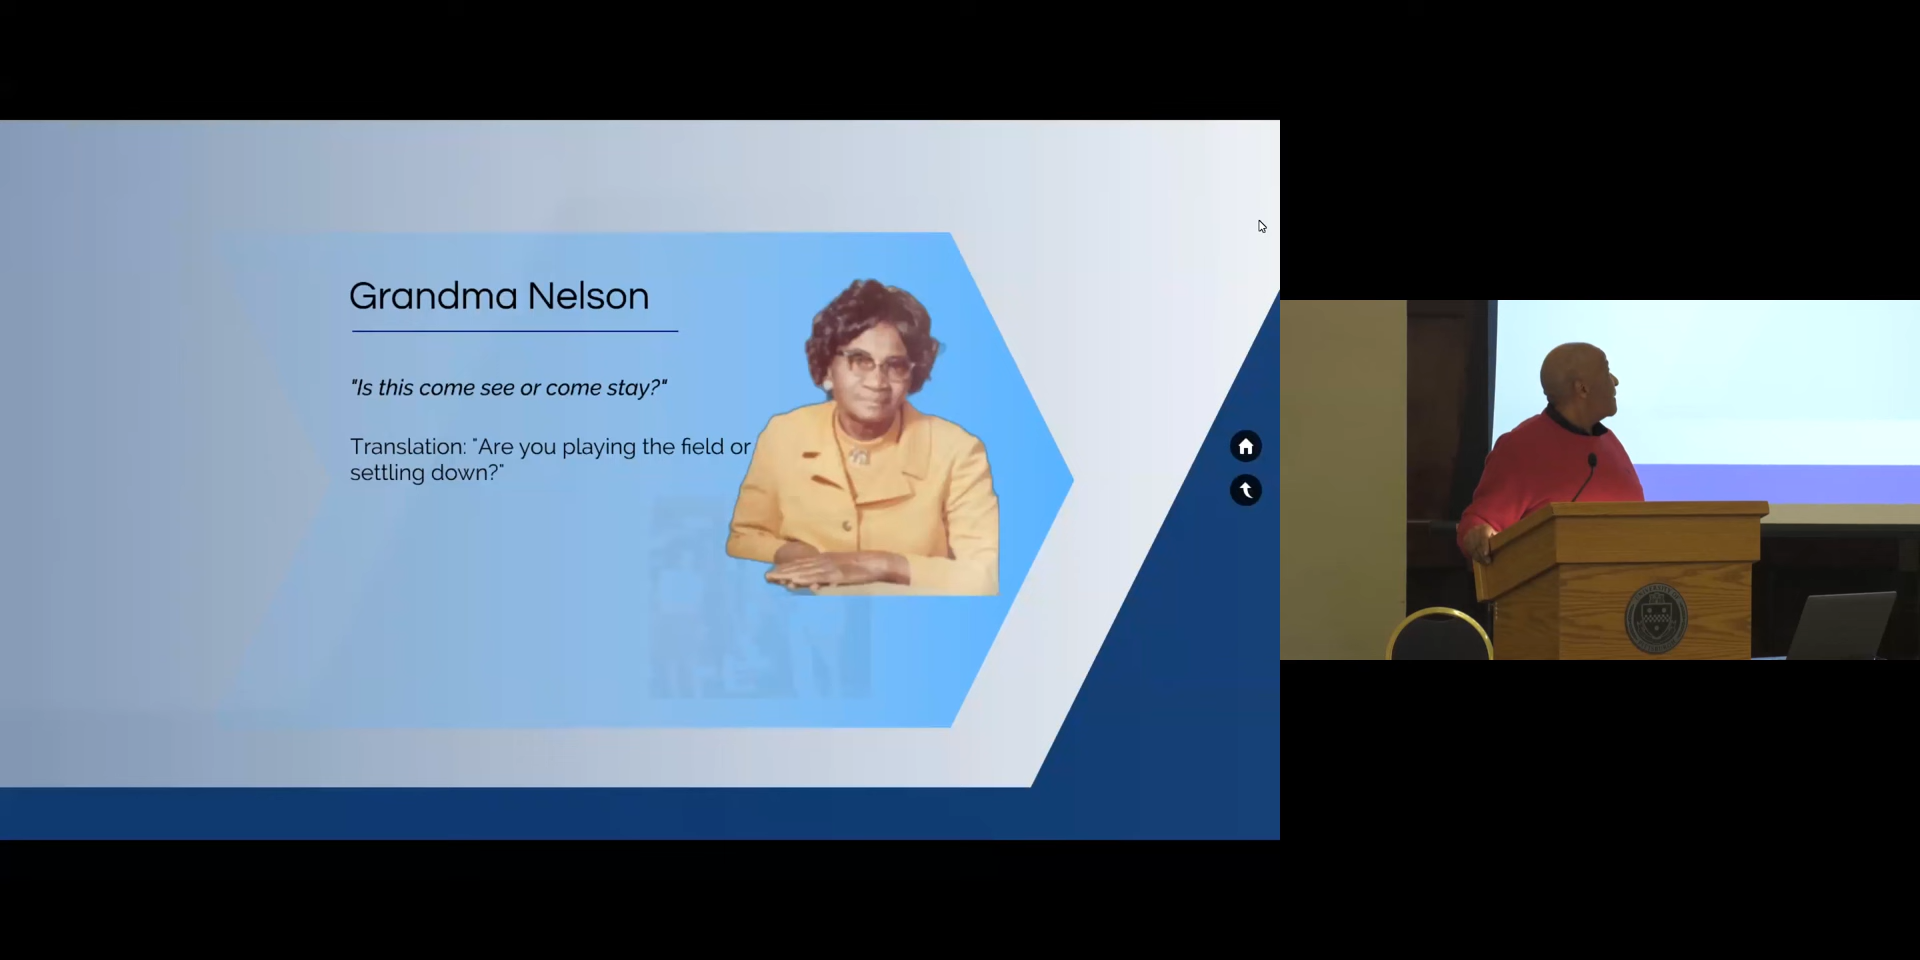 Grandma Nelson
"Is this come see or come stay?"
Translation: "Are you playing the field or
settling down?"